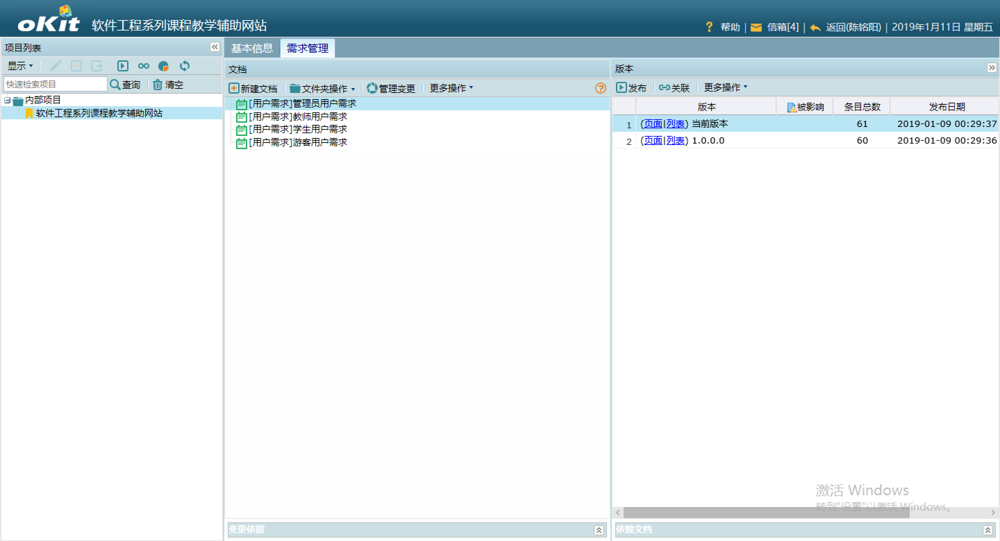 oKit 软件工程系列课程教学辅助网站
? 帮助 | 信箱[4] | 返回(陈铭阳) | 2019年1月11日 星期五
项目列表
显示
快速检索项目 查询 清空
内部项目
软件工程系列课程教学辅助网站
基本信息 需求管理
文档
新建文档 文件夹操作 管理变更 更多操作
[用户需求]管理员用户需求
[用户需求]教师用户需求
[用户需求]学生用户需求
[用户需求]游客用户需求
变更依据
版本
发布 关联 更多操作
版本 被影响 条目总数 发布日期
1 (页面|列表) 当前版本 61 2019-01-09 00:29:37
2 (页面|列表) 1.0.0.0 60 2019-01-09 00:29:36
激活 Windows
转到"设置"以激活 Windows。
依赖文档